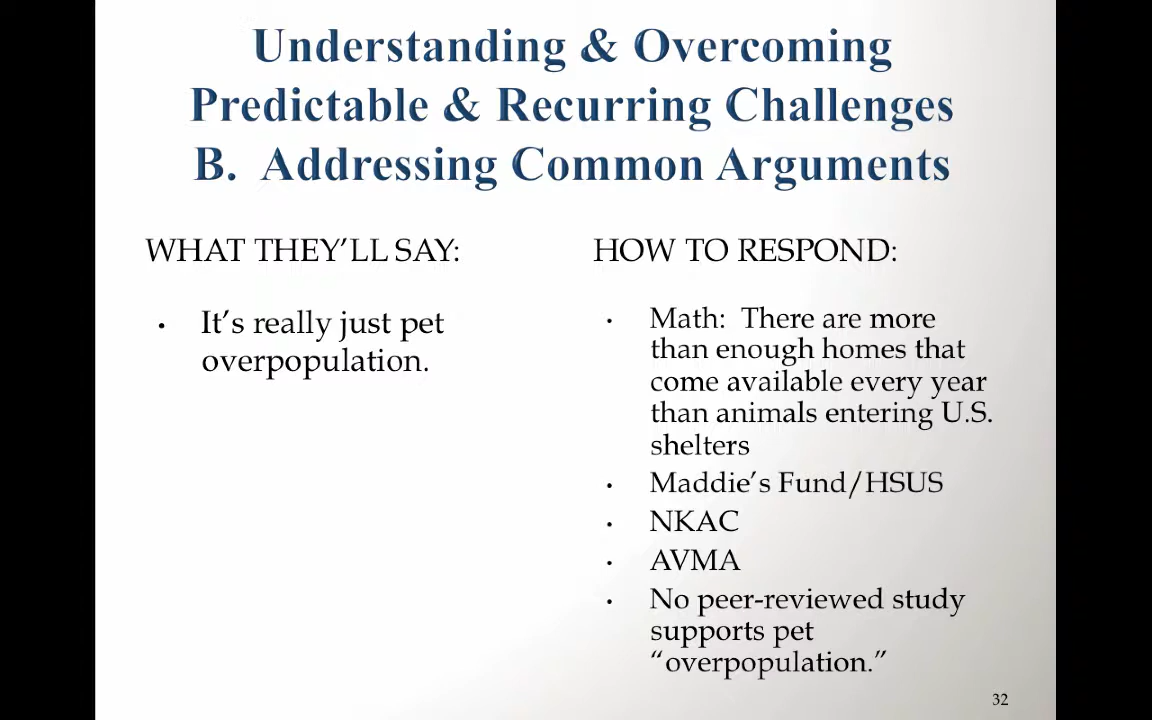 Understanding & Overcoming
Predictable & Recurring Challenges
B. Addressing Common Arguments
WHAT THEY’LL SAY:
• It’s really just pet
overpopulation.
HOW TO RESPOND:
• Math: There are more
than enough homes that
come available every year
than animals entering U.S.
shelters
• Maddie’s Fund/HSUS
• NKAC
• AVMA
• No peer-reviewed study
supports pet
“overpopulation.”
32